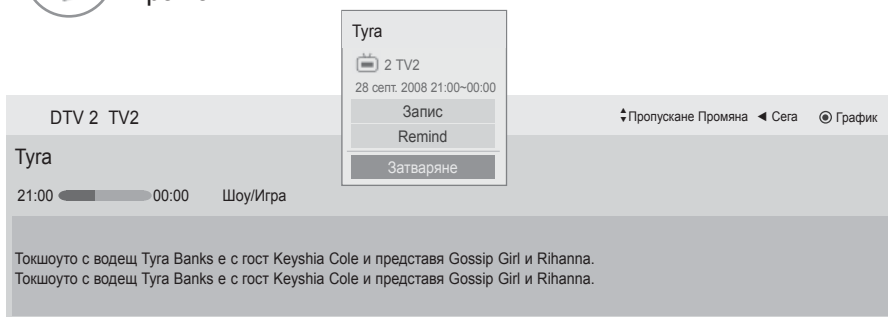 Tyra
2 TV2
28 септ. 2008 21:00~00:00
Запис
Remind
Затваряне
DTV 2 TV2
Пропускане Промяна ◀ Сега ◉ График
Tyra
21:00 00:00 Шоу/Игра
Токшоуто с водещ Tyra Banks е с гост Keyshia Cole и представя Gossip Girl и Rihanna.
Токшоуто с водещ Tyra Banks е с гост Keyshia Cole и представя Gossip Girl и Rihanna.